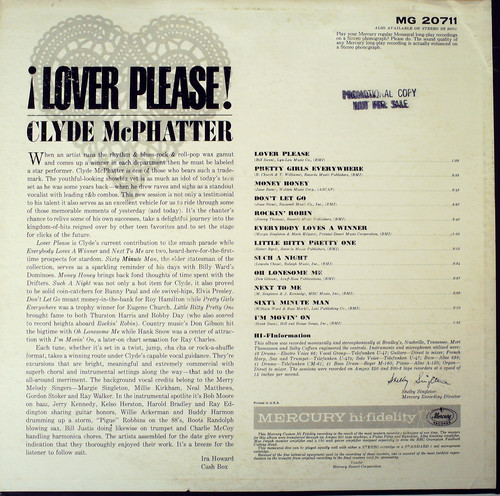 MG 20711
ALSO AVAILABLE IN STEREO SR 60711
Play your Mercury regular Monaural long-play recordings
on a Stereo phonograph? Please do. The sound quality of
any Mercury long-play recording is actually enhanced on
a Stereo phonograph.
PROMOTIONAL COPY
NOT FOR SALE
¡LOVER PLEASE!
CLYDE McPHATTER
When an artist runs the rhythm & blues-rock & roll-pop wax gamut
and comes up a winner in each department then he must be labeled
a star performer. Clyde McPhatter is one of those who bears such a trade-
mark. The youthful-looking showster yet is as much an idol of today's teen
set as he was some years back—when he drew raves and sighs as a standout
vocalist with leading r&b combos. This new session is not only a testimonial
to his talent it also serves as an excellent vehicle for us to ride through some
of those memorable moments of yesterday (and today). It's the chanter's
chance to relive some of his own successes, take a delightful journey into the
kingdom-of-hits reigned over by other teen favorites and to set the stage
for clicks of the future.
Lover Please is Clyde's current contribution to the smash parade while
Everybody Loves A Winner and Next To Me are two, heard-here-for-the-first-
time prospects for stardom. Sixty Minute Man, the elder statesman of the
collection, serves as a sparkling reminder of his days with Billy Ward's
Dominoes. Money Honey brings back fond thoughts of time spent with the
Drifters. Such A Night was not only a hot item for Clyde, it also proved
to be solid coin-catchers for Bunny Paul and de swivel-hips, Elvis Presley.
Don't Let Go meant money-in-the-bank for Roy Hamilton while Pretty Girls
Everywhere was a trophy winner for Eugene Church. Little Bitty Pretty One
brought fame to both Thurston Harris and Bobby Day (who also soared
to record heights aboard Rockin' Robin). Country music's Don Gibson hit
the bigtime with Oh Lonesome Me while Hank Snow was a center of attrac-
tion with I'm Movin' On, a later-on chart sensation for Ray Charles.
Each tune, whether it's set in a twist, jump, cha cha or rock-a-shuffle
format, takes a winning route under Clyde's capable vocal guidance. They're
excursions that are bright, meaningful and extremely commercial with
superb choral and instrumental settings along the way—that add to the
all-around merriment. The background vocal credits belong to the Merry
Melody Singers—Margie Singleton, Millie Kirkham, Neal Matthews,
Gordon Stoker and Ray Walker. In the instrumental spotlite it's Bob Moore
on bass, Jerry Kennedy, Kelso Herston, Harold Bradley and Ray Ed-
dington sharing guitar honors, Willie Ackerman and Buddy Harmon
drumming up a storm, "Pigie" Robbins on the 88's, Boots Randolph
blowing sax, Bill Justis doing likewise on trumpet and Charlie McCoy
handling harmonica chores. The artists assembled for the date give every
indication that they thoroughly enjoyed their work. It's a breeze for the
listener to follow suit.
Ira Howard
Cash Box
LOVER PLEASE
PRETTY GIRLS EVERYWHERE
MONEY HONEY
DON'T LET GO
ROCKIN' ROBIN
EVERYBODY LOVES A WINNER
LITTLE BITTY PRETTY ONE
SUCH A NIGHT
OH LONESOME ME
NEXT TO ME
SIXTY MINUTE MAN
I'M MOVIN' ON
HI-FInformation
Shelby Singleton
Mercury Recording Director
Printed in U.S.A.
MERCURY hi-fidelity